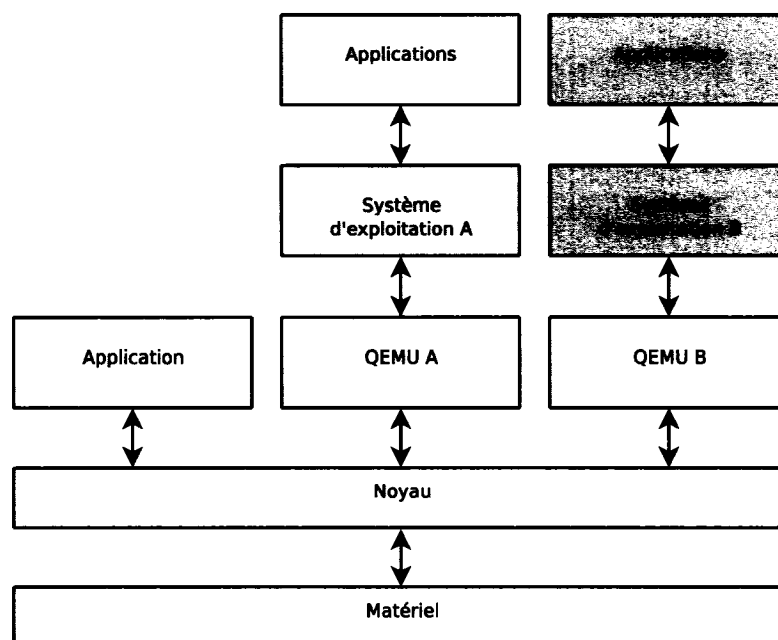 Applications
Système
d'exploitation A
Application
QEMU A
QEMU B
Noyau
Matériel